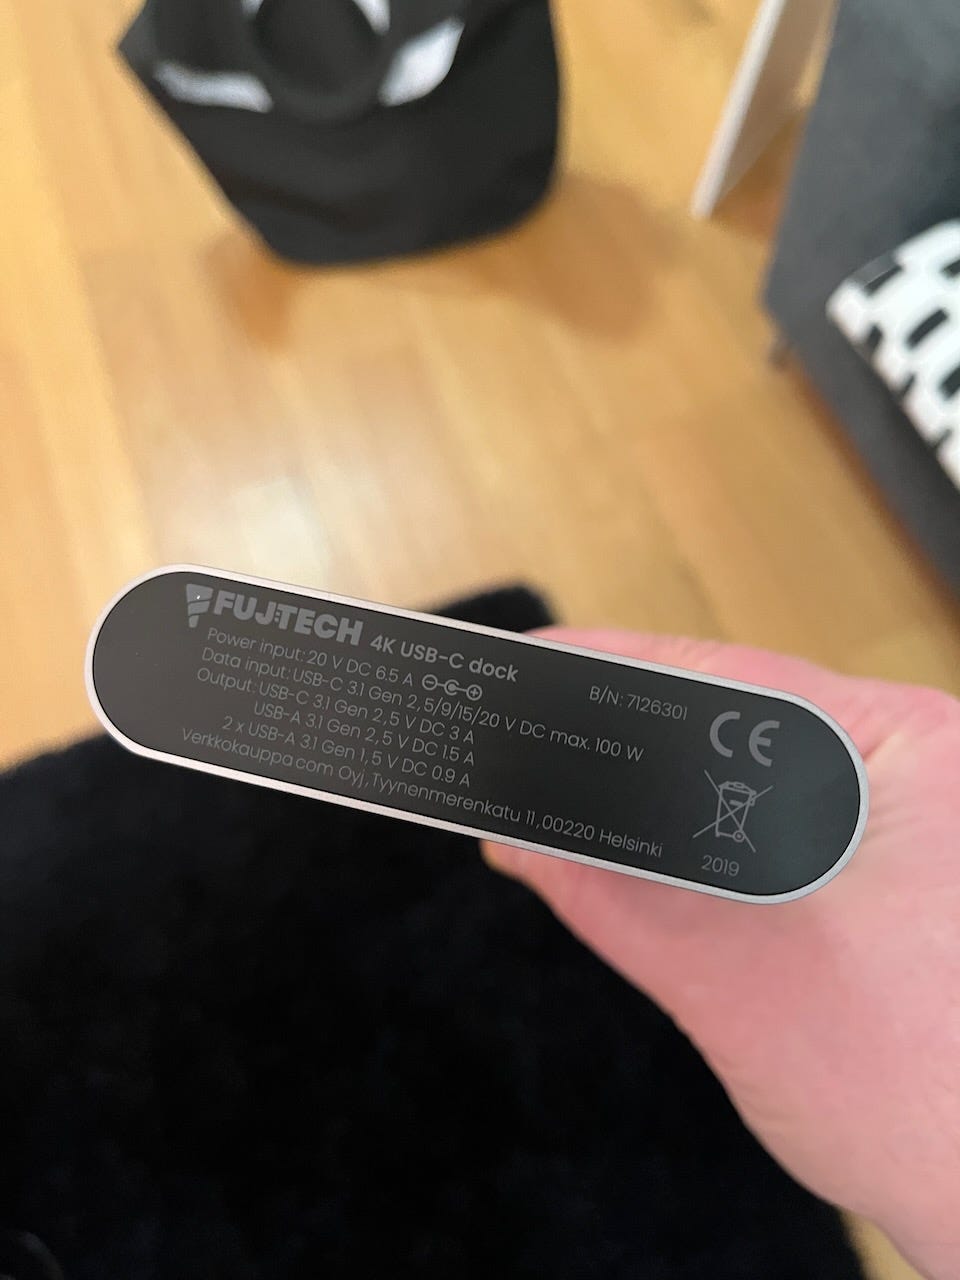 FUJ:TECH 4K USB-C dock
Power input: 20 V DC 6.5 A
B/N: 7126301
Data input: USB-C 3.1 Gen 2, 5/9/15/20 V DC max. 100 W
Output: USB-C 3.1 Gen 2, 5 V DC 3 A
USB-A 3.1 Gen 2, 5 V DC 1.5 A
2 x USB-A 3.1 Gen 1, 5 V DC 0.9 A
Verkkokauppa.com Oyj, Tyynenmerenkatu 11, 00220 Helsinki
CE
2019